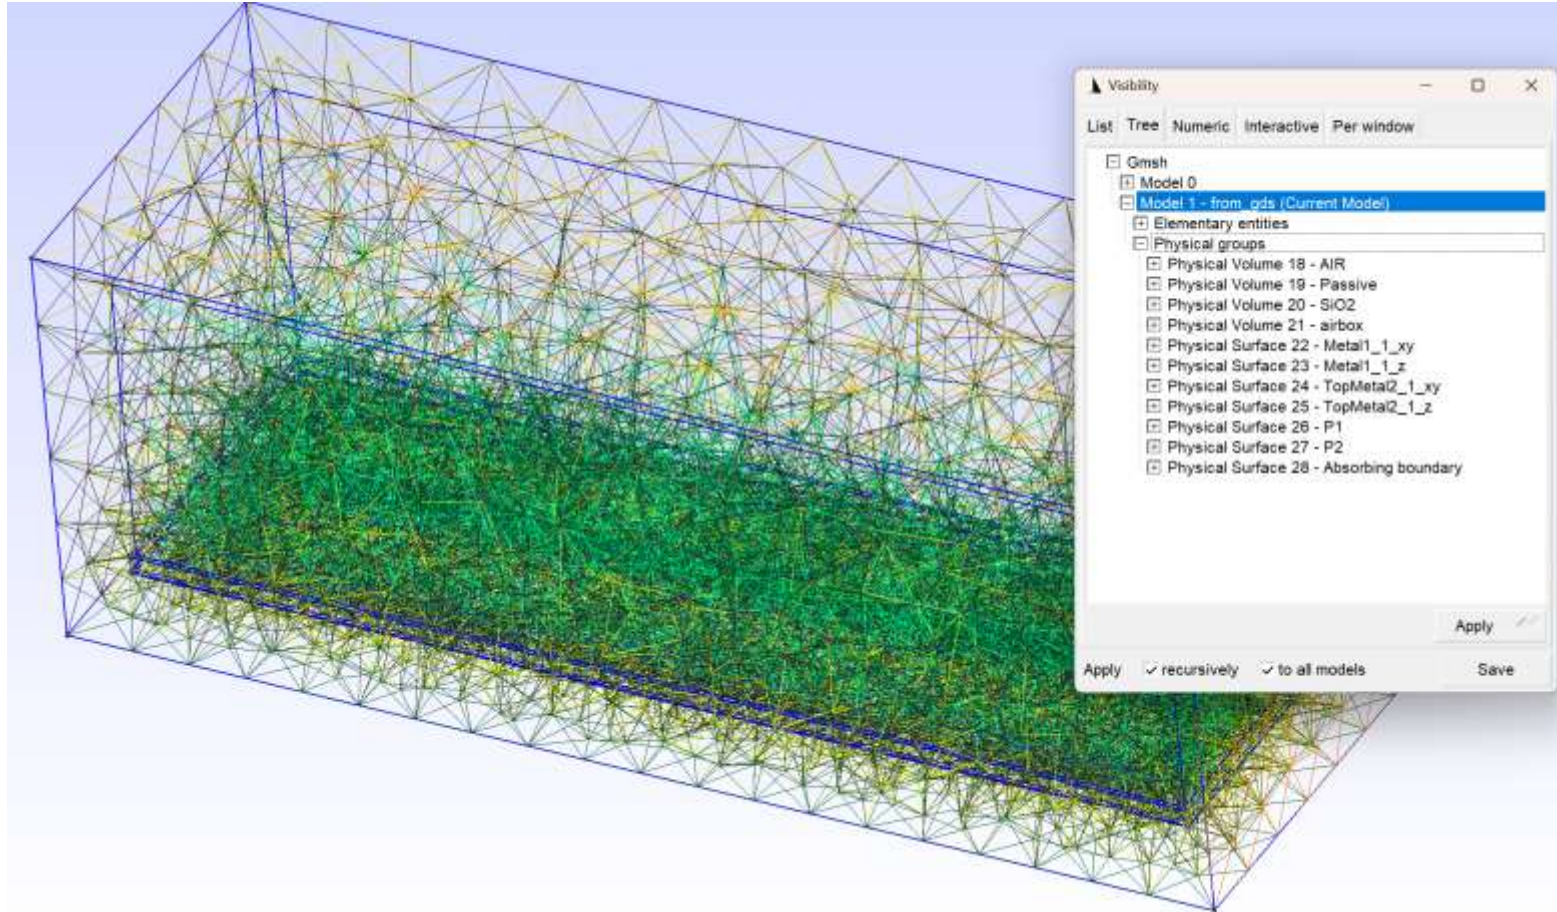 Visibility
List Tree Numeric Interactive Per window
Gmsh
Model 0
Model 1 - from_gds (Current Model)
Elementary entities
Physical groups
Physical Volume 18 - AIR
Physical Volume 19 - Passive
Physical Volume 20 - SiO2
Physical Volume 21 - airbox
Physical Surface 22 - Metal1_1_xy
Physical Surface 23 - Metal1_1_z
Physical Surface 24 - TopMetal2_1_xy
Physical Surface 25 - TopMetal2_1_z
Physical Surface 26 - P1
Physical Surface 27 - P2
Physical Surface 28 - Absorbing boundary
Apply
Apply recursively to all models Save